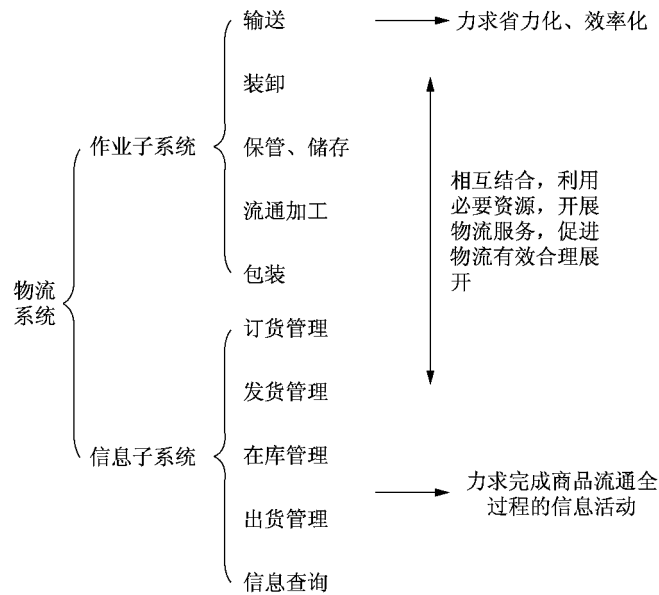 输送
力求省力化、效率化
装卸
作业子系统
保管、储存
相互结合，利用
必要资源，开展
物流服务，促进
物流有效合理展
开
流通加工
包装
物流
系统
订货管理
发货管理
信息子系统
在库管理
力求完成商品流通全
过程的信息活动
出货管理
信息查询